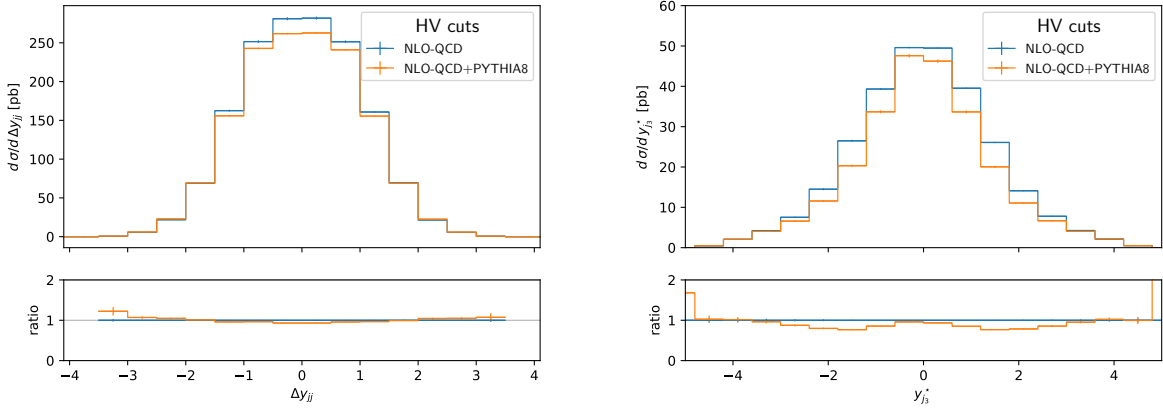 HV cuts
NLO-QCD
NLO-QCD+PYTHIA8
dσ/dΔy_jj [pb]
250
200
150
100
50
0
2
1
0
ratio
−4 −3 −2 −1 0 1 2 3 4
Δy_jj
HV cuts
NLO-QCD
NLO-QCD+PYTHIA8
dσ/dy*_j3 [pb]
60
50
40
30
20
10
0
2
1
0
ratio
−4 −2 0 2 4
y*_j3